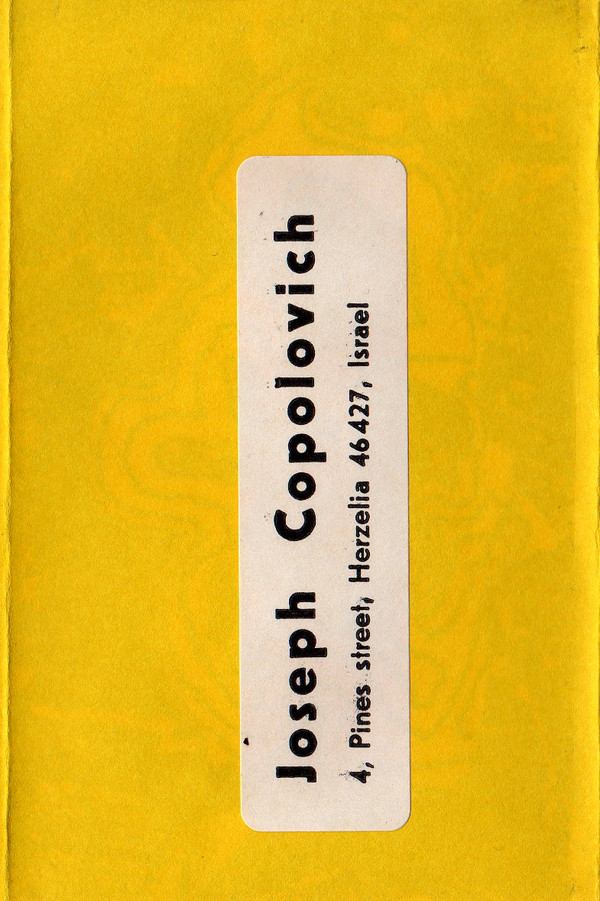 Joseph Copolovich
4, Pines street, Herzelia 46427, Israel